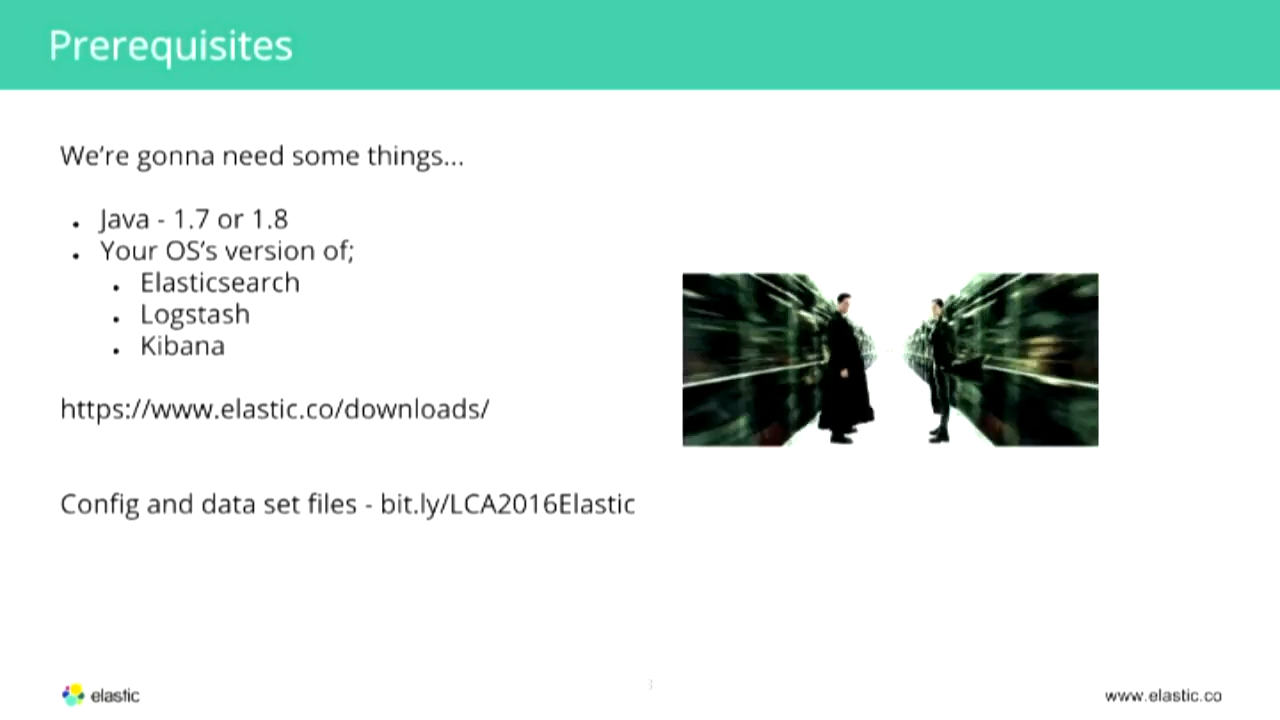 Prerequisites
We’re gonna need some things...
• Java - 1.7 or 1.8
• Your OS’s version of;
• Elasticsearch
• Logstash
• Kibana
https://www.elastic.co/downloads/
Config and data set files - bit.ly/LCA2016Elastic
elastic
3
www.elastic.co